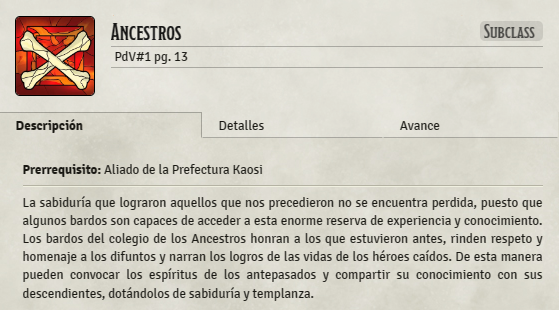 Ancestros
Subclass
PdV#1 pg. 13
Descripción
Detalles
Avance
Prerrequisito: Aliado de la Prefectura Kaosi
La sabiduría que lograron aquellos que nos precedieron no se encuentra perdida, puesto que
algunos bardos son capaces de acceder a esta enorme reserva de experiencia y conocimiento.
Los bardos del colegio de los Ancestros honran a los que estuvieron antes, rinden respeto y
homenaje a los difuntos y narran los logros de las vidas de los héroes caídos. De esta manera
pueden convocar los espíritus de los antepasados y compartir su conocimiento con sus
descendientes, dotándolos de sabiduría y templanza.